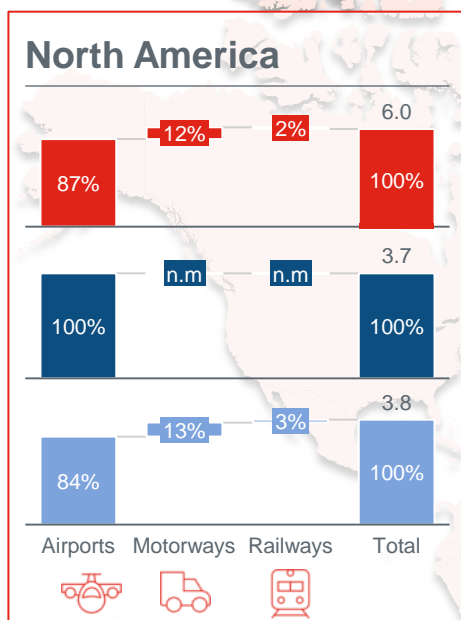 North America
6.0
12% 2%
87% 100%
3.7
n.m n.m
100% 100%
3.8
13% 3%
84% 100%
Airports Motorways Railways Total